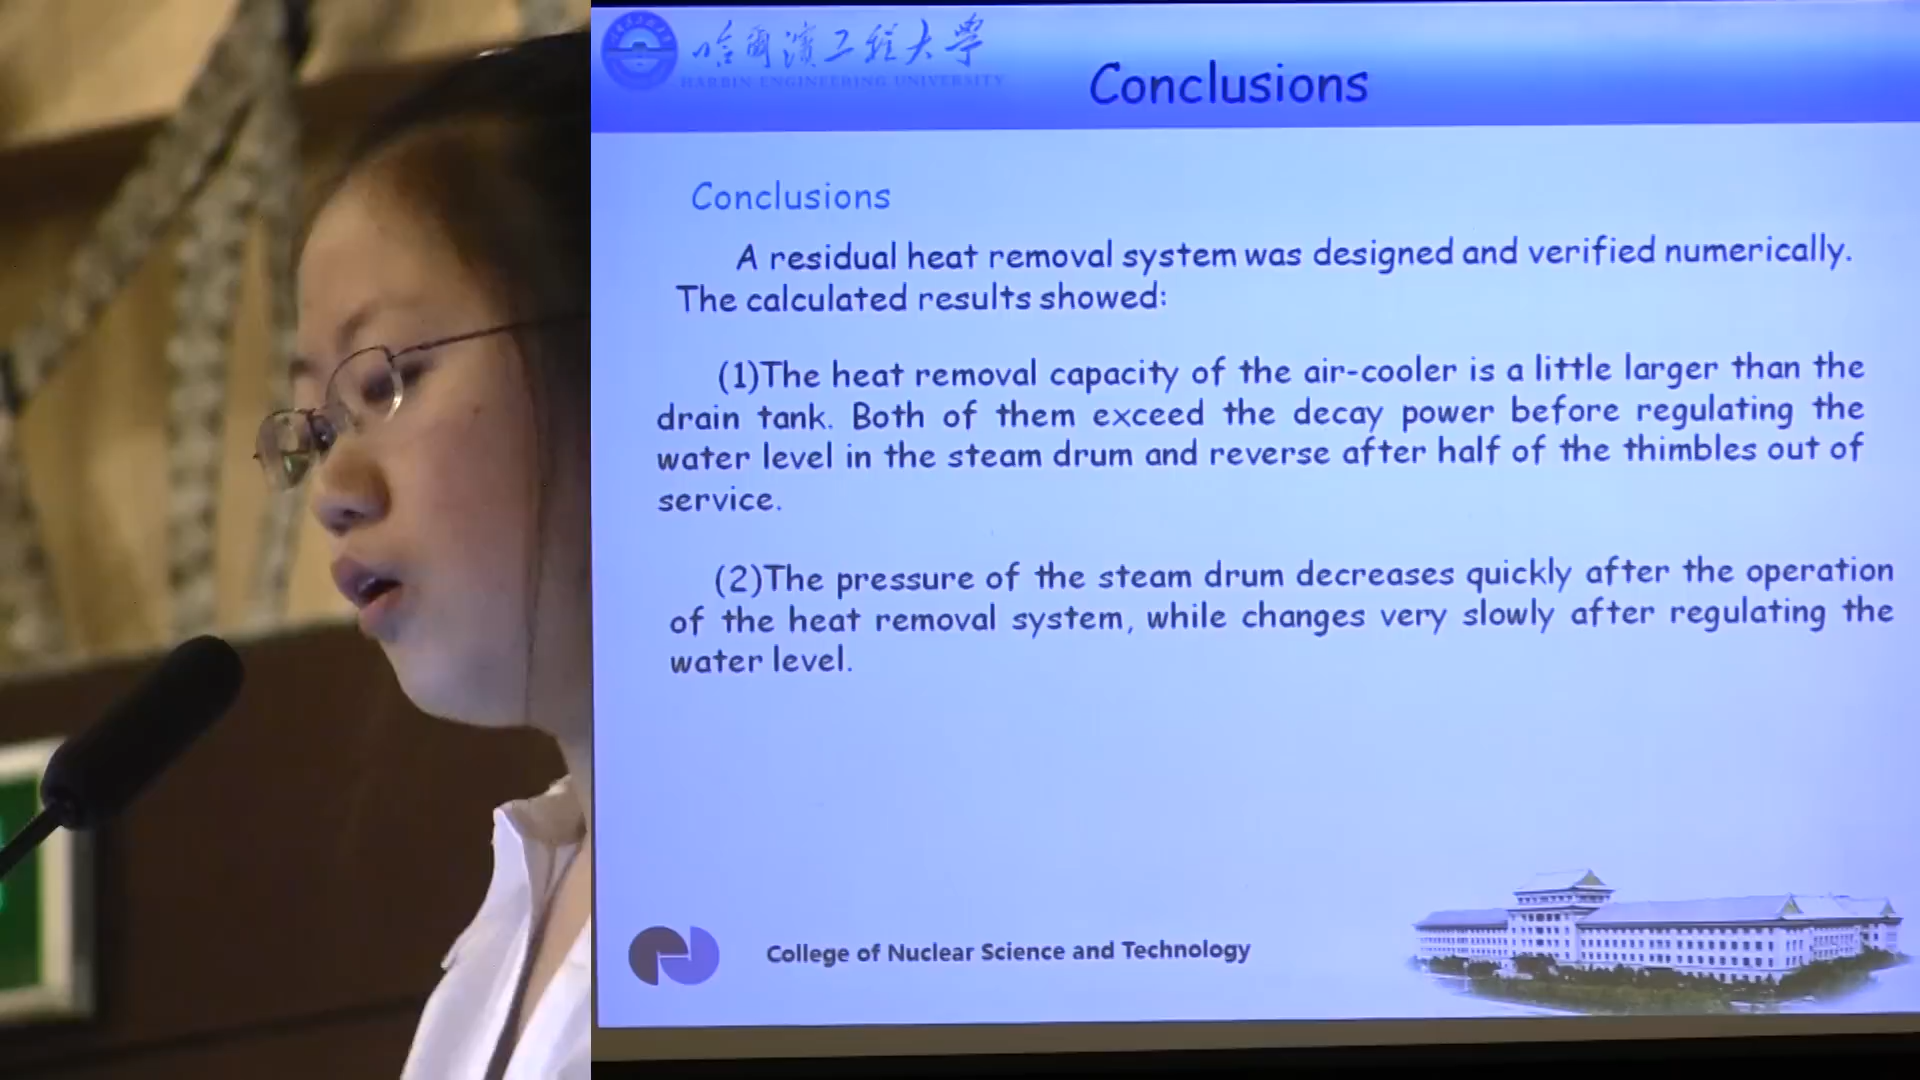 哈尔滨工程大学
HARBIN ENGINEERING UNIVERSITY
Conclusions
Conclusions
A residual heat removal system was designed and verified numerically.
The calculated results showed:
(1)The heat removal capacity of the air-cooler is a little larger than the
drain tank. Both of them exceed the decay power before regulating the
water level in the steam drum and reverse after half of the thimbles out of
service.
(2)The pressure of the steam drum decreases quickly after the operation
of the heat removal system, while changes very slowly after regulating the
water level.
College of Nuclear Science and Technology